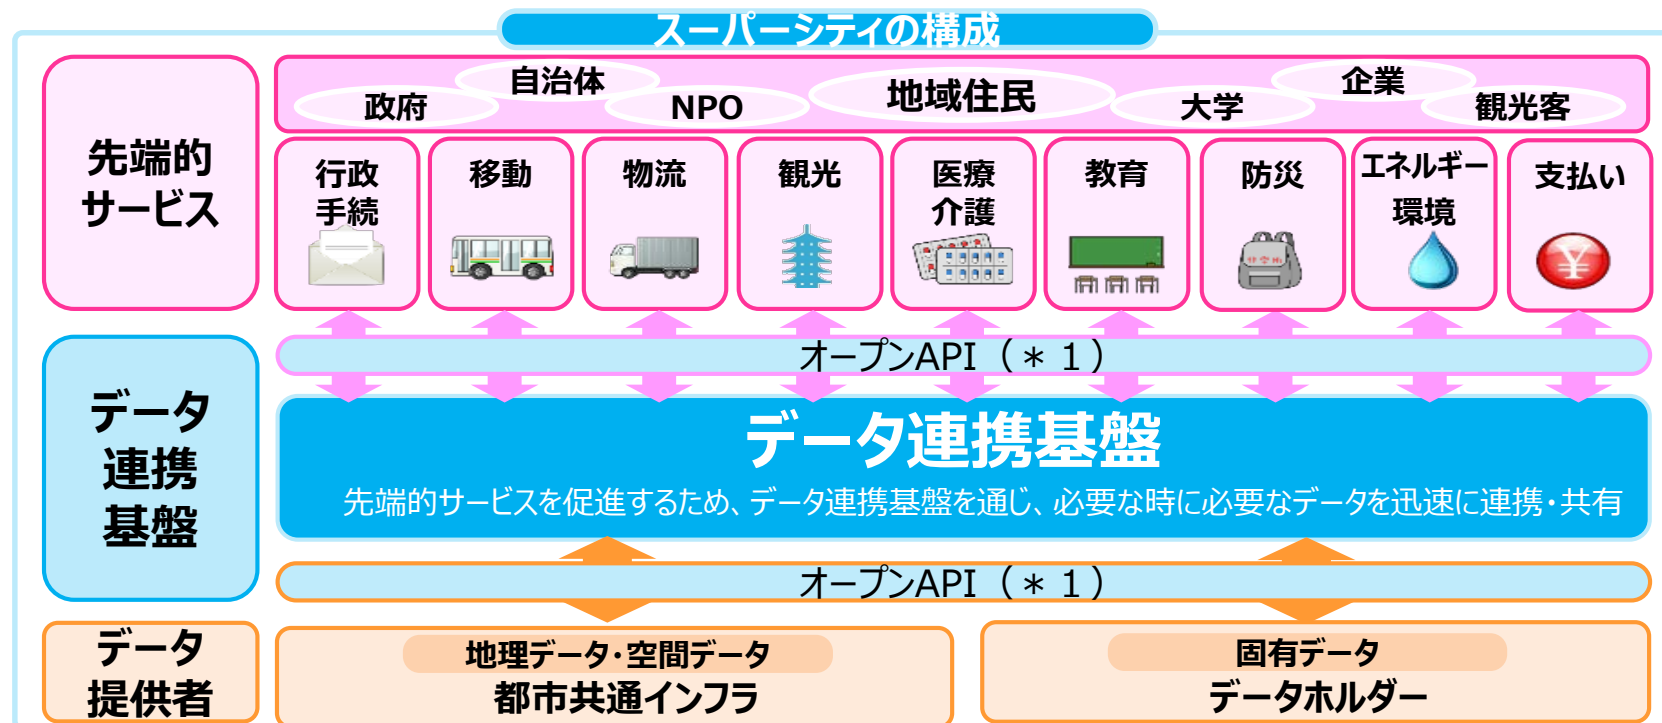 スーパーシティの構成
先端的
サービス
政府
自治体
NPO
地域住民
大学
企業
観光客
行政
手続
移動
物流
観光
医療
介護
教育
防災
エネルギー
環境
支払い
オープンAPI（＊１）
データ
連携
基盤
データ連携基盤
先端的サービスを促進するため、データ連携基盤を通じ、必要な時に必要なデータを迅速に連携・共有
オープンAPI（＊１）
データ
提供者
地理データ・空間データ
都市共通インフラ
固有データ
データホルダー